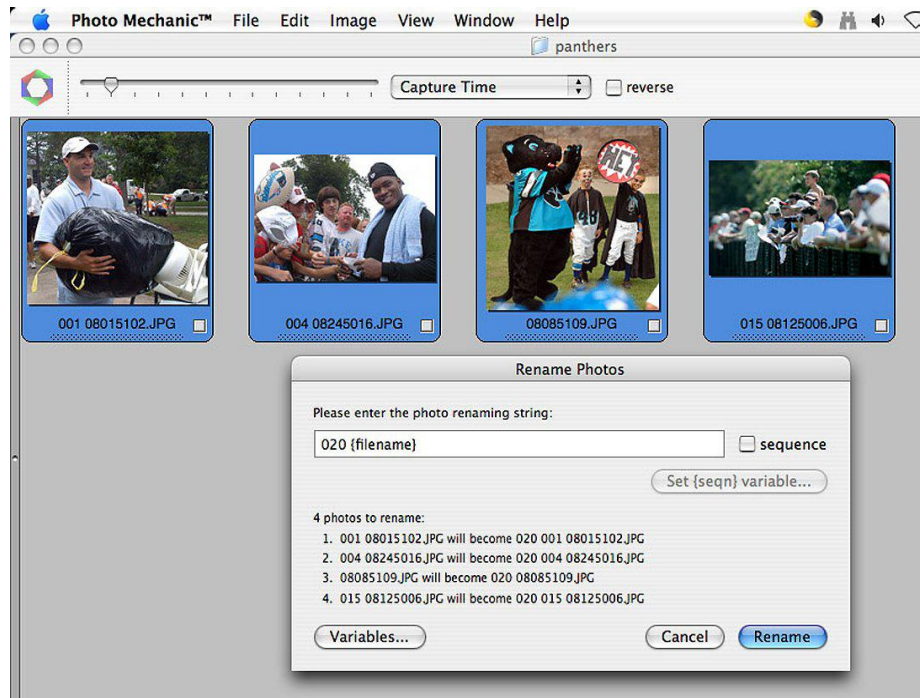 Photo Mechanic™ File Edit Image View Window Help
panthers
Capture Time reverse
HEY
48
001 08015102.JPG 004 08245016.JPG 08085109.JPG 015 08125006.JPG
Rename Photos
Please enter the photo renaming string:
020 {filename} sequence
Set {seqn} variable...
4 photos to rename:
1. 001 08015102.JPG will become 020 001 08015102.JPG
2. 004 08245016.JPG will become 020 004 08245016.JPG
3. 08085109.JPG will become 020 08085109.JPG
4. 015 08125006.JPG will become 020 015 08125006.JPG
Variables... Cancel Rename